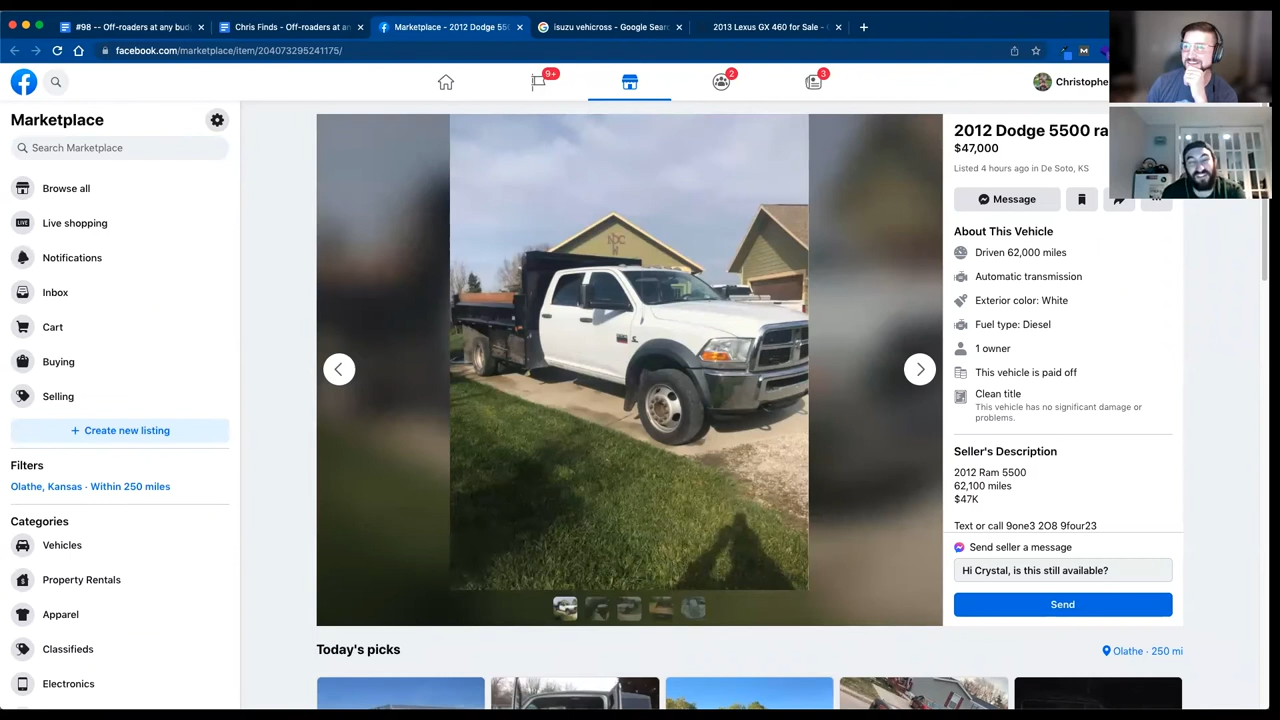 #98 -- Off-roaders at any bud
Chris Finds - Off-roaders at an
Marketplace - 2012 Dodge 55
isuzu vehicross - Google Sear
2013 Lexus GX 460 for Sale -
facebook.com/marketplace/item/204073295241175/
M
9+
2
3
Christophe
Marketplace
Search Marketplace
Browse all
LIVE
Live shopping
Notifications
Inbox
Cart
Buying
Selling
+ Create new listing
Filters
Olathe, Kansas · Within 250 miles
Categories
Vehicles
Property Rentals
Apparel
Classifieds
Electronics
2012 Dodge 5500 ra
$47,000
Listed 4 hours ago in De Soto, KS
Message
About This Vehicle
Driven 62,000 miles
Automatic transmission
Exterior color: White
Fuel type: Diesel
1 owner
This vehicle is paid off
Clean title
This vehicle has no significant damage or
problems.
Seller's Description
2012 Ram 5500
62,100 miles
$47K
Text or call 9one3 2O8 9four23
Send seller a message
Hi Crystal, is this still available?
Send
Today's picks
Olathe · 250 mi